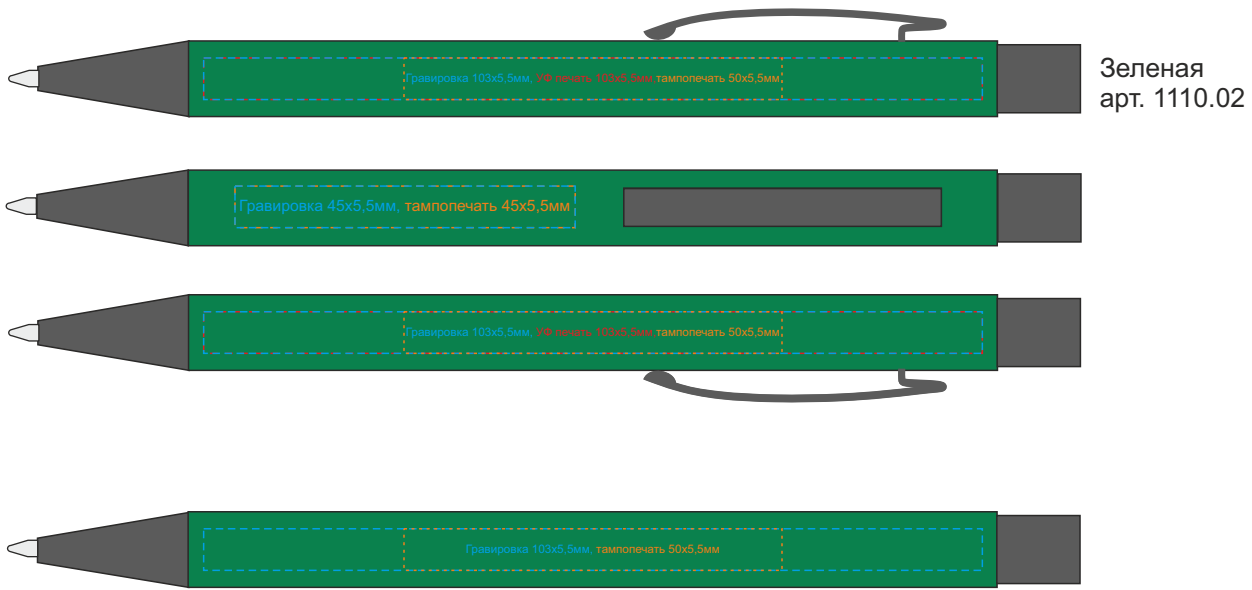 Гравировка 103х5,5мм, УФ печать 103х5,5мм, тампопечать 50х5,5мм
Зеленая
арт. 1110.02
Гравировка 45х5,5мм, тампопечать 45х5,5мм
Гравировка 103х5,5мм, УФ печать 103х5,5мм, тампопечать 50х5,5мм
Гравировка 103х5,5мм, тампопечать 50х5,5мм